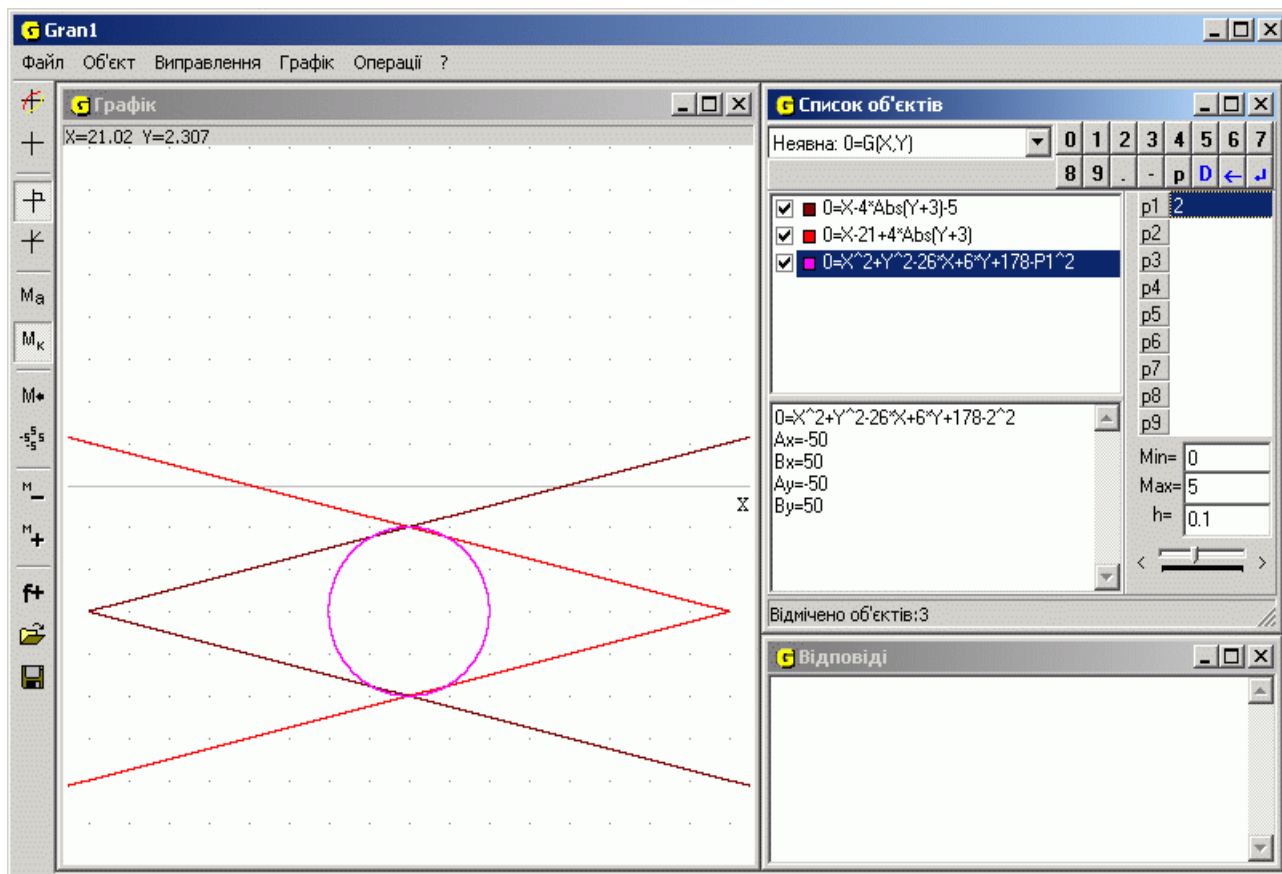 Gran1
Файл Об'єкт Виправлення Графік Операції ?
Графік
X=21.02 Y=2.307
X
Ma
Mк
M
-5 5 5 -5
M
M
f+
Список об'єктів
Неявна: 0=G(X,Y)
0 1 2 3 4 5 6 7
8 9 . - p D ← ↲
0=X-4*Abs(Y+3)-5
0=X-21+4*Abs(Y+3)
0=X^2+Y^2-26*X+6*Y+178-P1^2
p1 2
p2
p3
p4
p5
p6
p7
p8
p9
0=X^2+Y^2-26*X+6*Y+178-2^2
Ax=-50
Bx=50
Ay=-50
By=50
Min= 0
Max= 5
h= 0.1
< >
Відмічено об'єктів:3
Відповіді